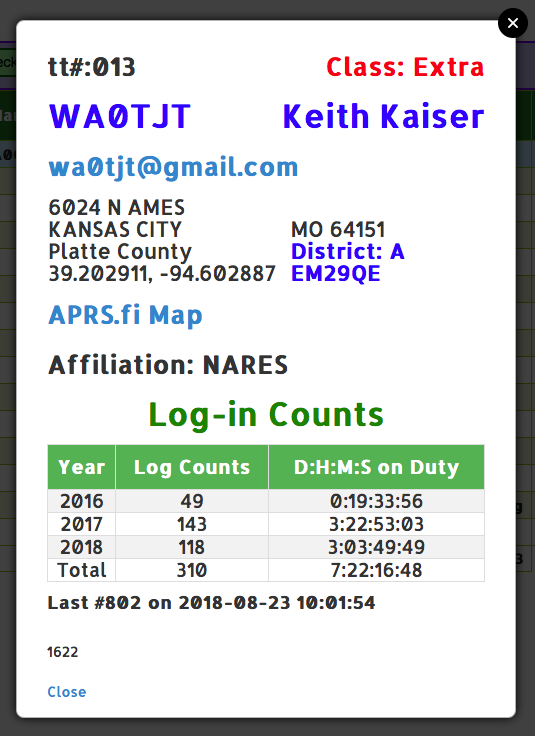 tt#:013 Class: Extra
WA0TJT Keith Kaiser
wa0tjt@gmail.com
6024 N AMES
KANSAS CITY MO 64151
Platte County District: A
39.202911, -94.602887 EM29QE
APRS.fi Map
Affiliation: NARES
Log-in Counts
Year Log Counts D:H:M:S on Duty
2016 49 0:19:33:56
2017 143 3:22:53:03
2018 118 3:03:49:49
Total 310 7:22:16:48
Last #802 on 2018-08-23 10:01:54
1622
Close